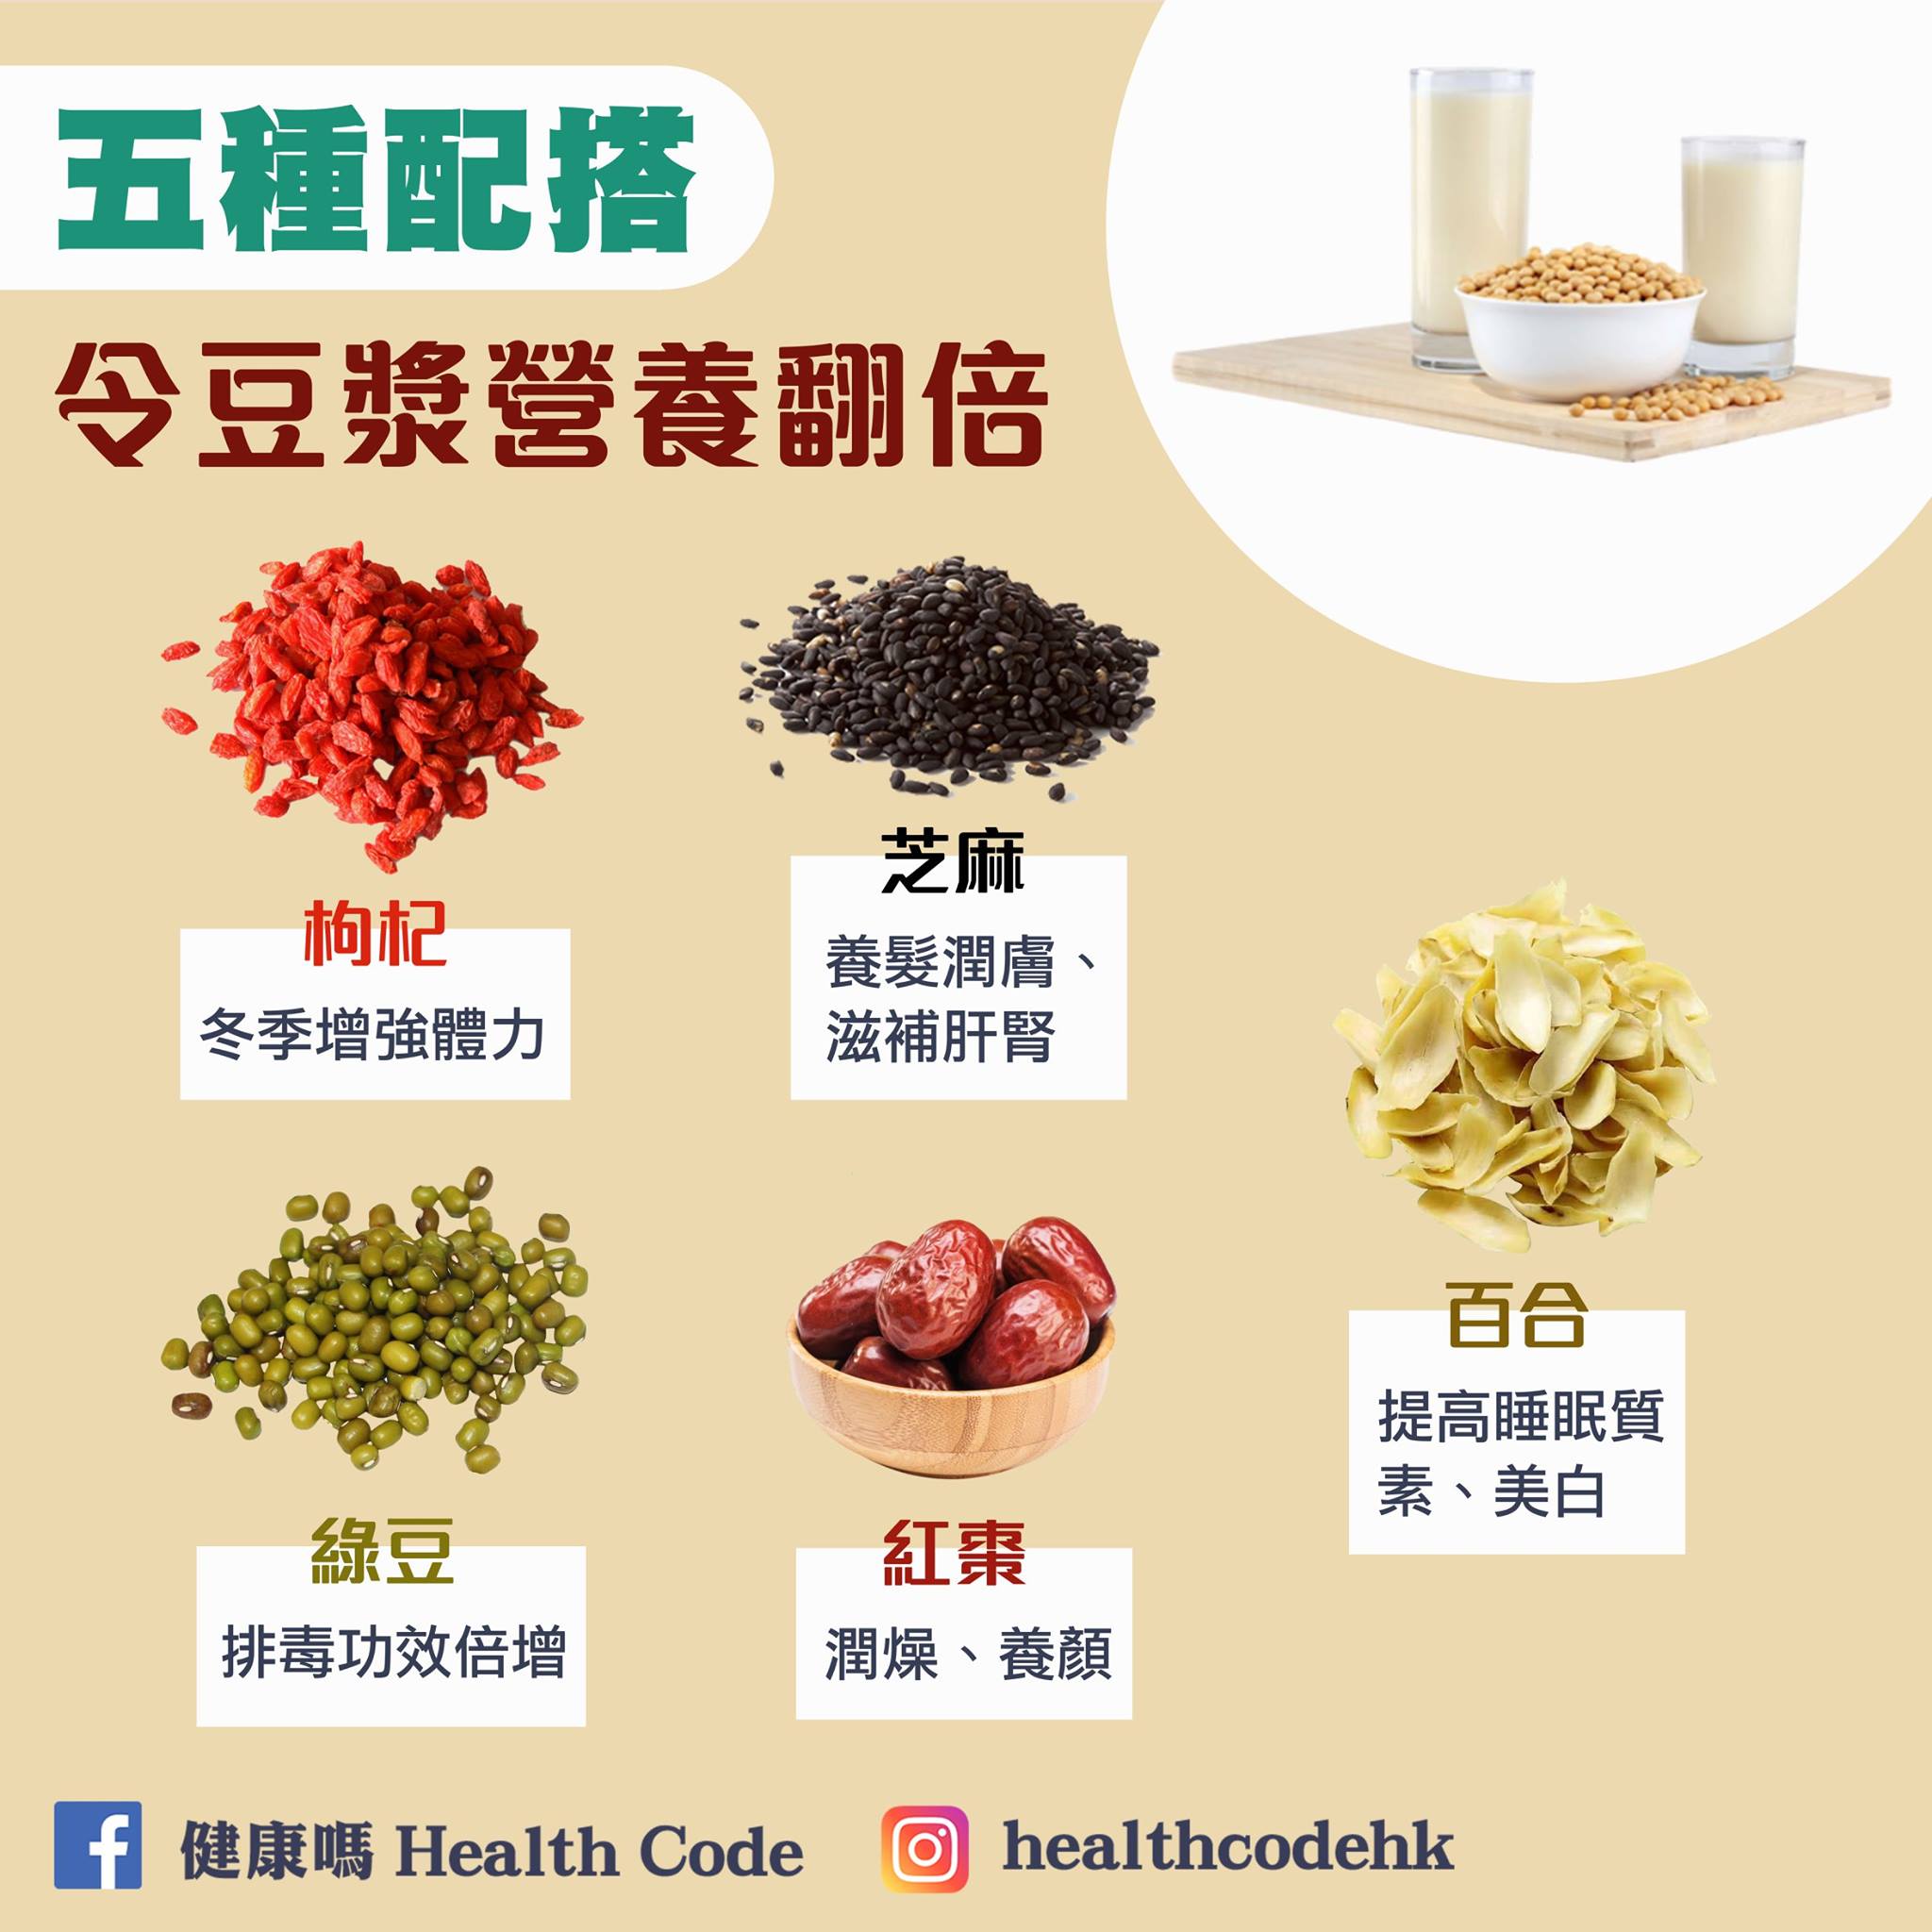 五種配搭
令豆漿營養翻倍
枸杞
冬季增強體力
芝麻
養髮潤膚、
滋補肝腎
百合
提高睡眠質
素、美白
綠豆
排毒功效倍增
紅棗
潤燥、養顏
健康嗎 Health Code
healthcodehk